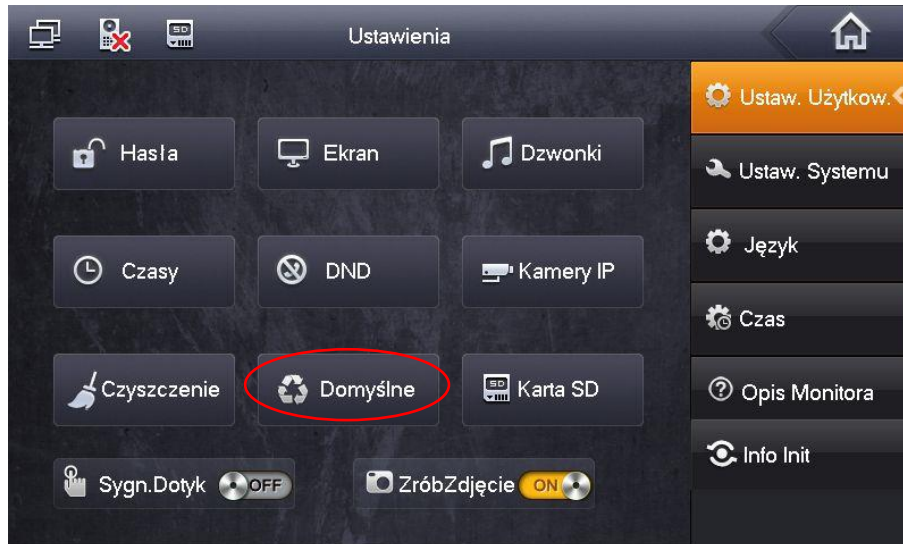 SD
Ustawienia
Hasła
Ekran
Dzwonki
Czasy
DND
Kamery IP
Czyszczenie
Domyślne
SD
Karta SD
Sygn.Dotyk
OFF
ZróbZdjęcie
ON
Ustaw. Użytkow.
Ustaw. Systemu
Język
Czas
Opis Monitora
Info Init